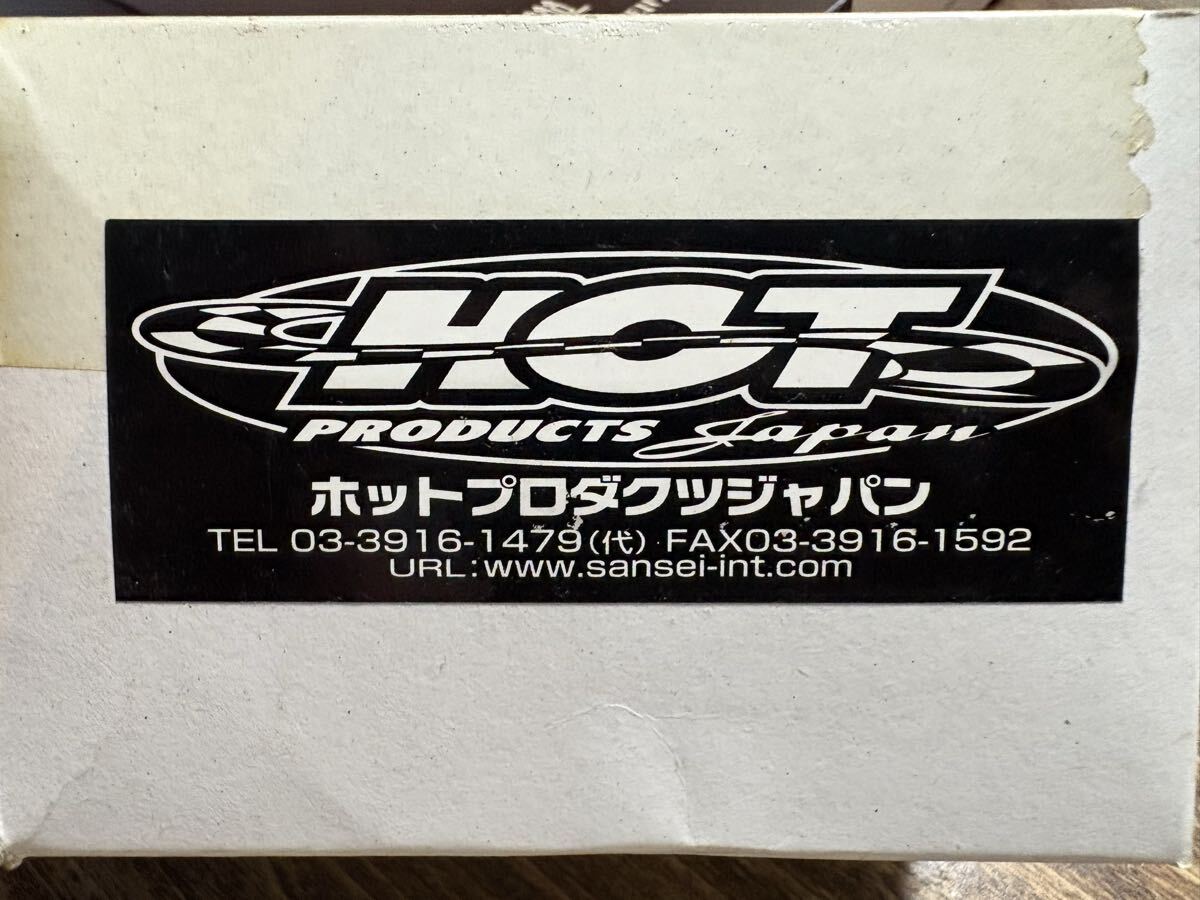 HOT
PRODUCTS Japan
ホットプロダクツジャパン
TEL 03-3916-1479(代) FAX03-3916-1592
URL:www.sansei-int.com